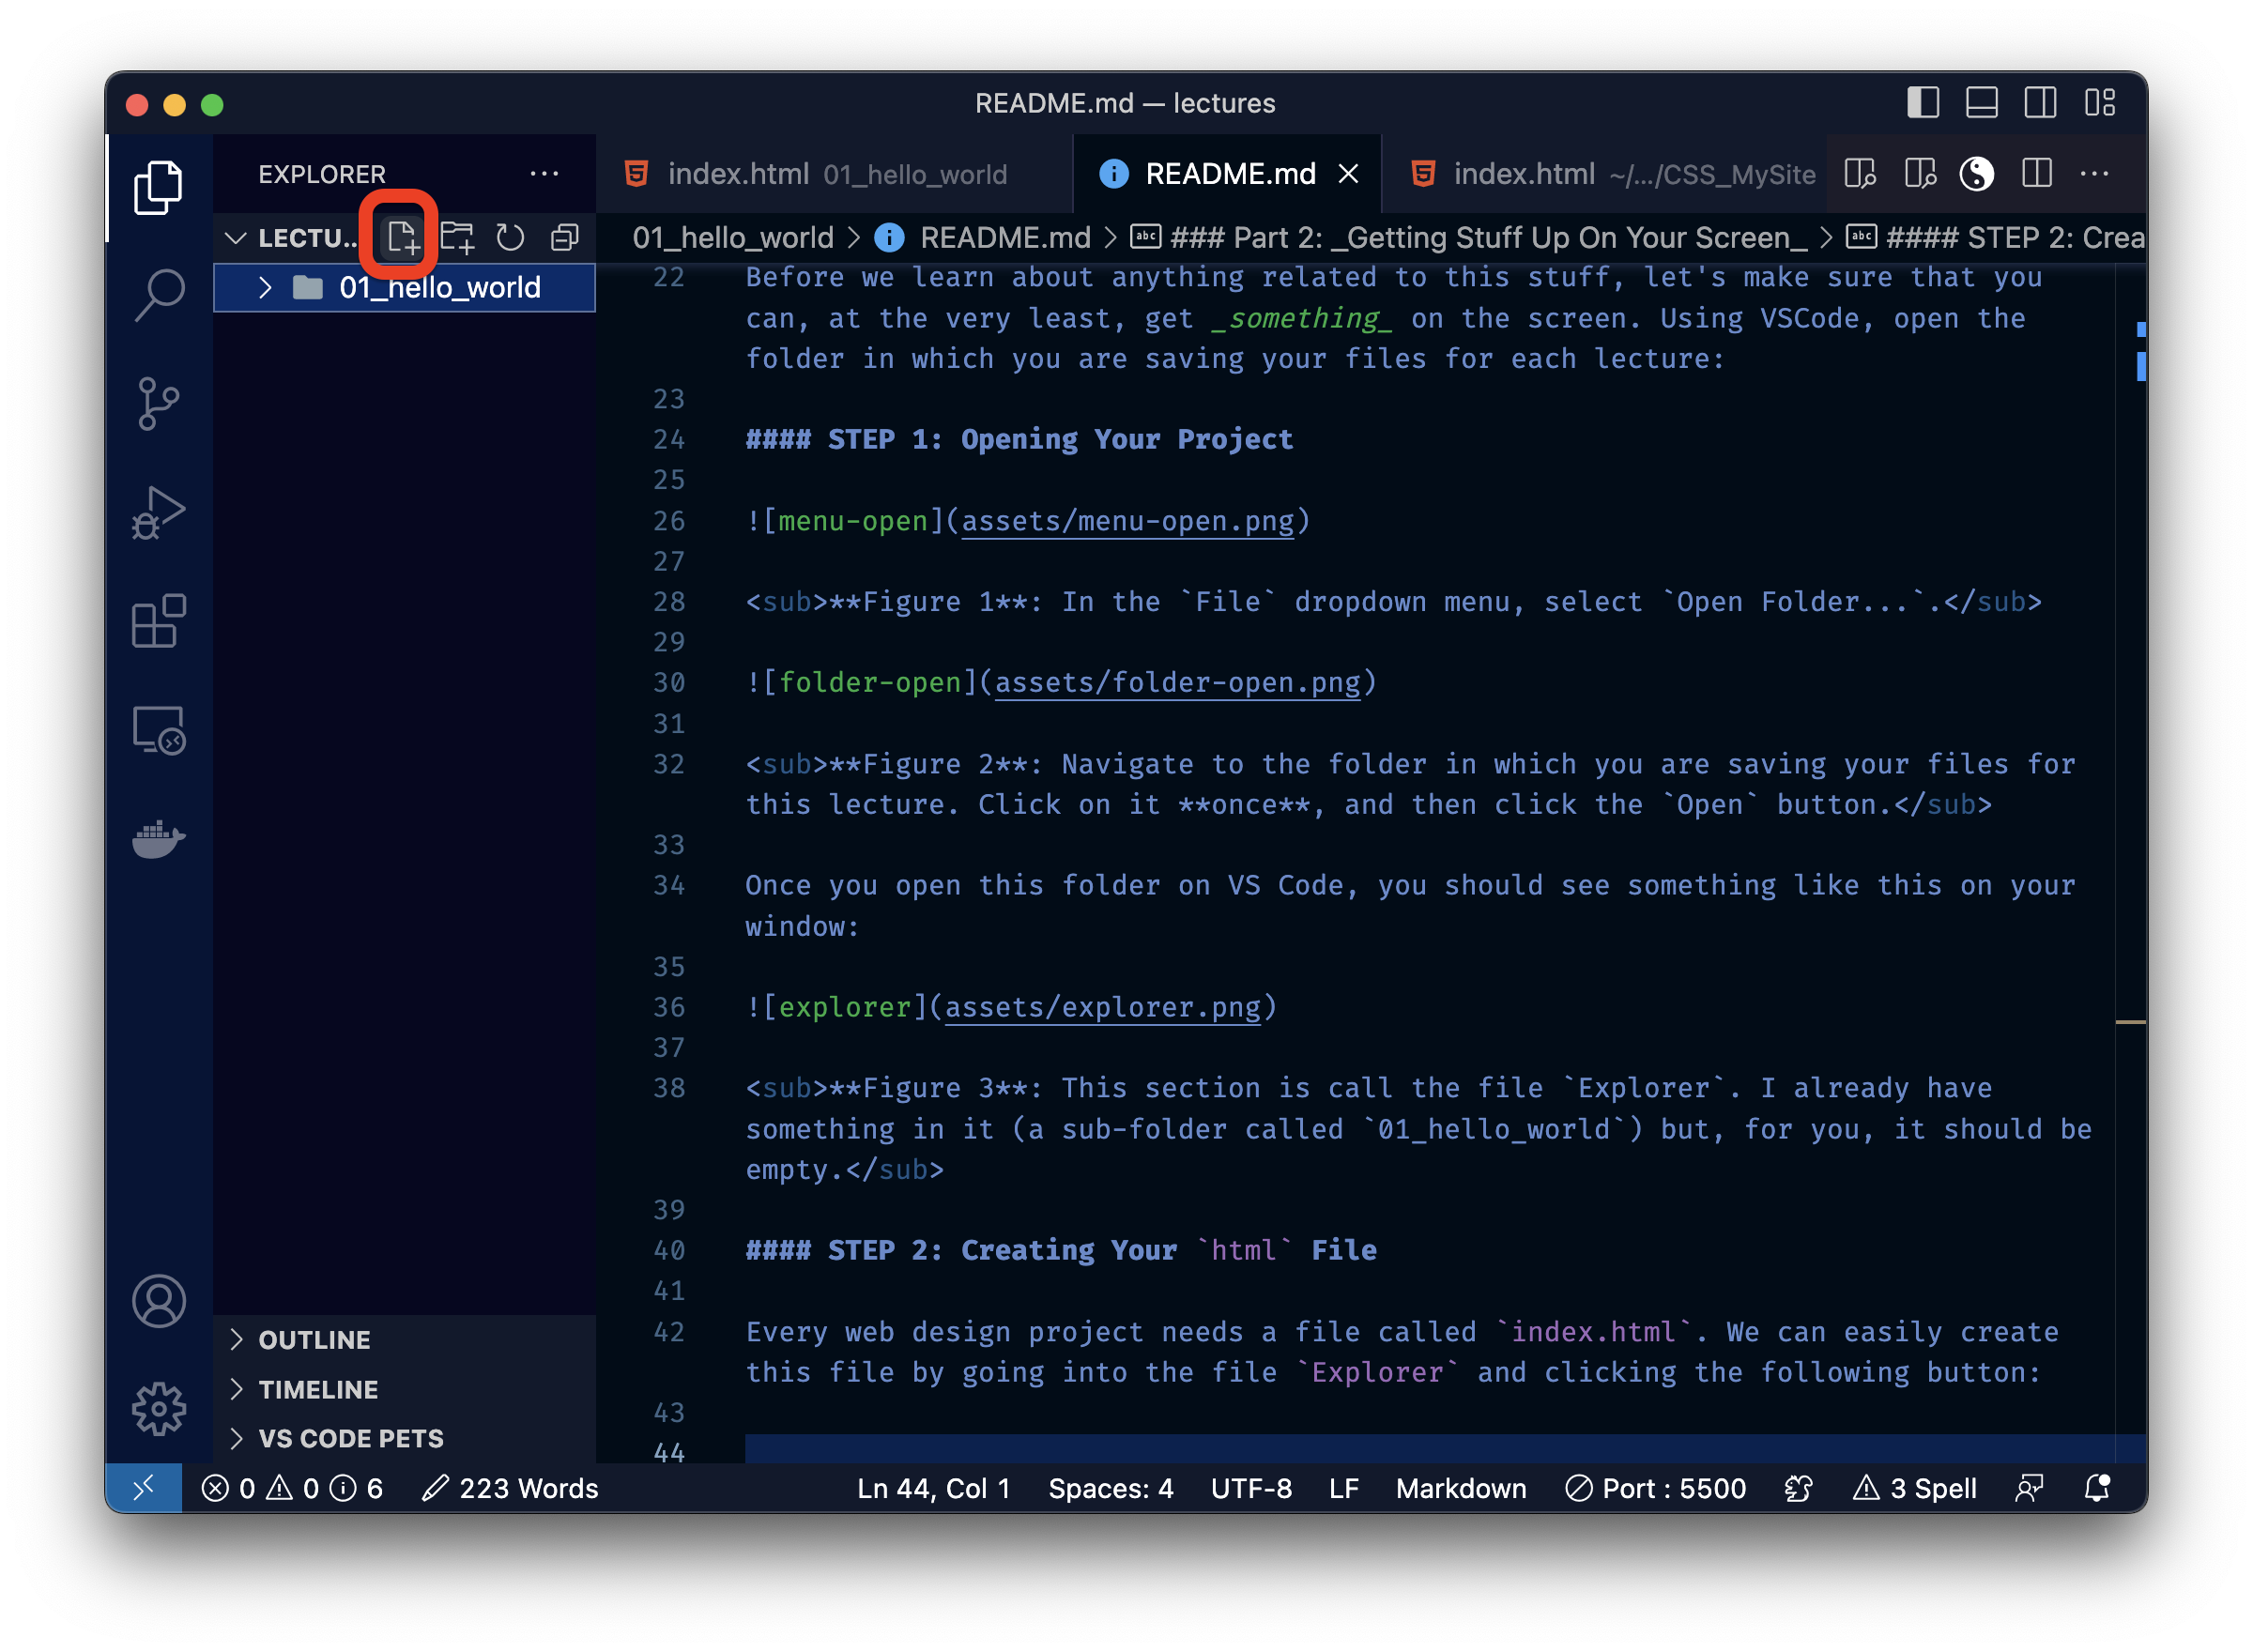 README.md — lectures
EXPLORER
index.html 01_hello_world
README.md
index.html ~/.../CSS_MySite
LECTU...
01_hello_world > README.md > ### Part 2: _Getting Stuff Up On Your Screen_ > #### STEP 2: Crea
01_hello_world
22 Before we learn about anything related to this stuff, let's make sure that you
can, at the very least, get _something_ on the screen. Using VSCode, open the
folder in which you are saving your files for each lecture:
23
24 #### STEP 1: Opening Your Project
25
26 ![menu-open](assets/menu-open.png)
27
28 <sub>**Figure 1**: In the `File` dropdown menu, select `Open Folder...`.</sub>
29
30 ![folder-open](assets/folder-open.png)
31
32 <sub>**Figure 2**: Navigate to the folder in which you are saving your files for
this lecture. Click on it **once**, and then click the `Open` button.</sub>
33
34 Once you open this folder on VS Code, you should see something like this on your
window:
35
36 ![explorer](assets/explorer.png)
37
38 <sub>**Figure 3**: This section is call the file `Explorer`. I already have
something in it (a sub-folder called `01_hello_world`) but, for you, it should be
empty.</sub>
39
40 #### STEP 2: Creating Your `html` File
41
42 Every web design project needs a file called `index.html`. We can easily create
this file by going into the file `Explorer` and clicking the following button:
43
44
OUTLINE
TIMELINE
VS CODE PETS
0 0 6 223 Words Ln 44, Col 1 Spaces: 4 UTF-8 LF Markdown Port : 5500 3 Spell